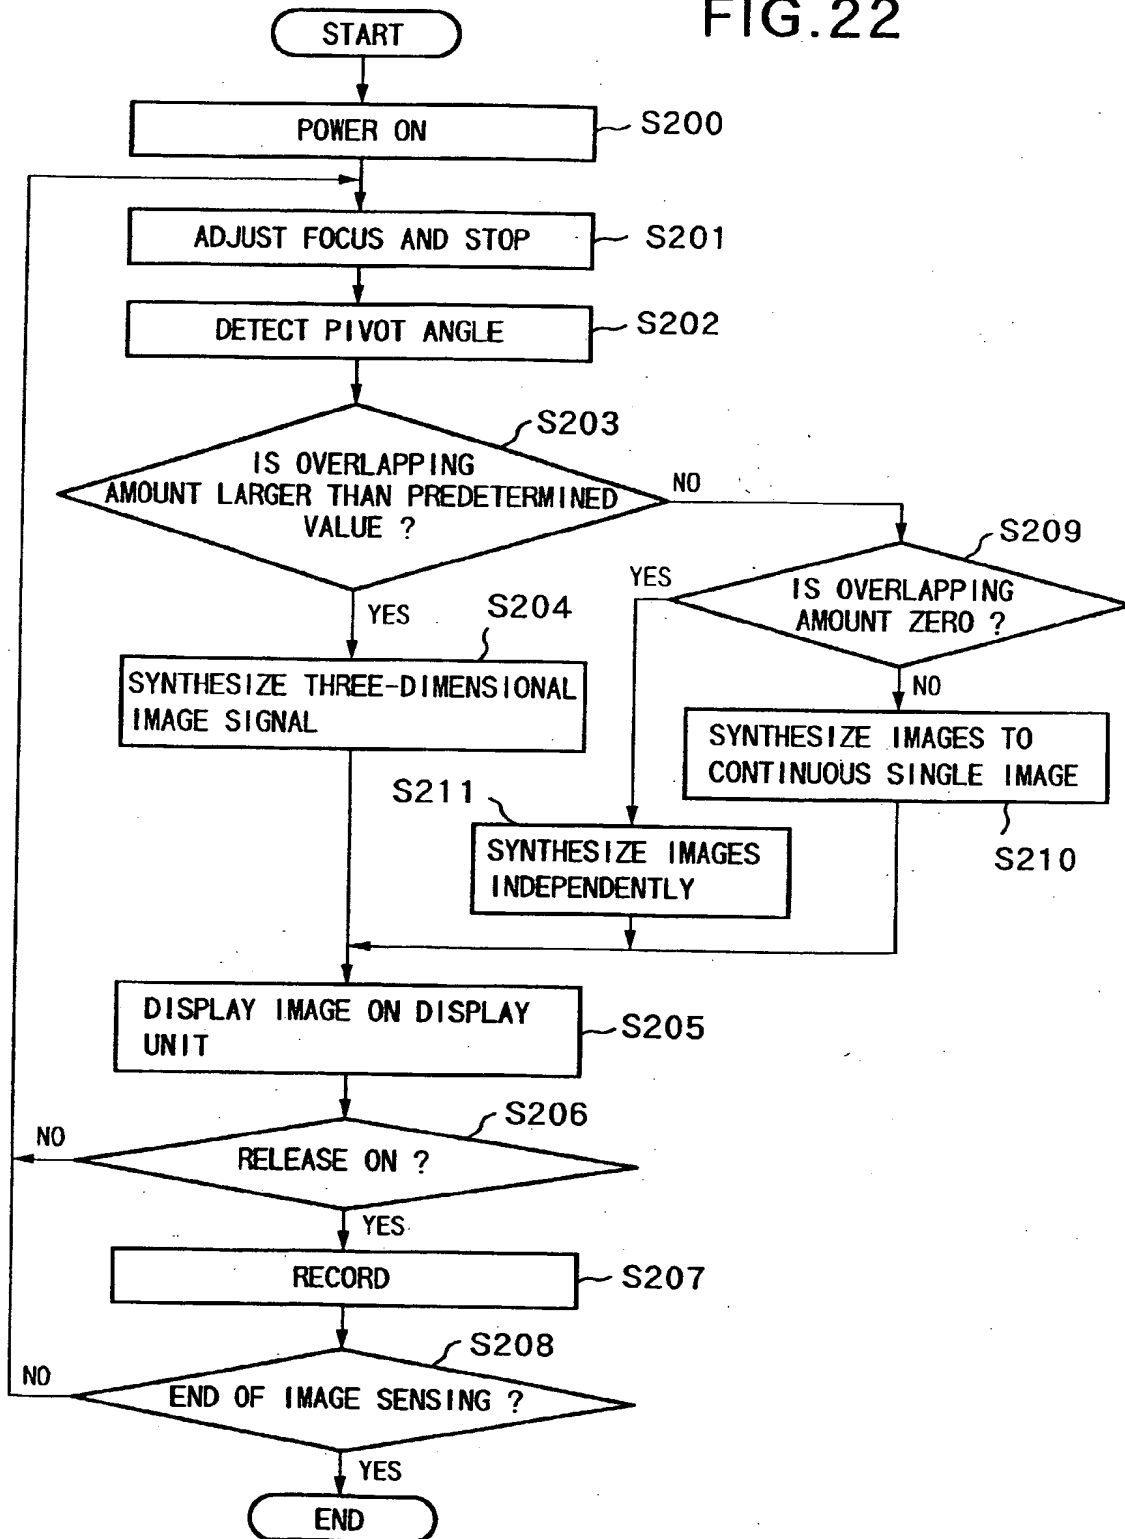 FIG.22
START
POWER ON
S200
ADJUST FOCUS AND STOP
S201
DETECT PIVOT ANGLE
S202
S203
IS OVERLAPPING
AMOUNT LARGER THAN PREDETERMINED
VALUE ?
NO
YES
S209
IS OVERLAPPING
AMOUNT ZERO ?
YES
NO
S204
SYNTHESIZE THREE-DIMENSIONAL
IMAGE SIGNAL
SYNTHESIZE IMAGES TO
CONTINUOUS SINGLE IMAGE
S210
S211
SYNTHESIZE IMAGES
INDEPENDENTLY
DISPLAY IMAGE ON DISPLAY
UNIT
S205
S206
RELEASE ON ?
NO
YES
RECORD
S207
S208
END OF IMAGE SENSING ?
NO
YES
END